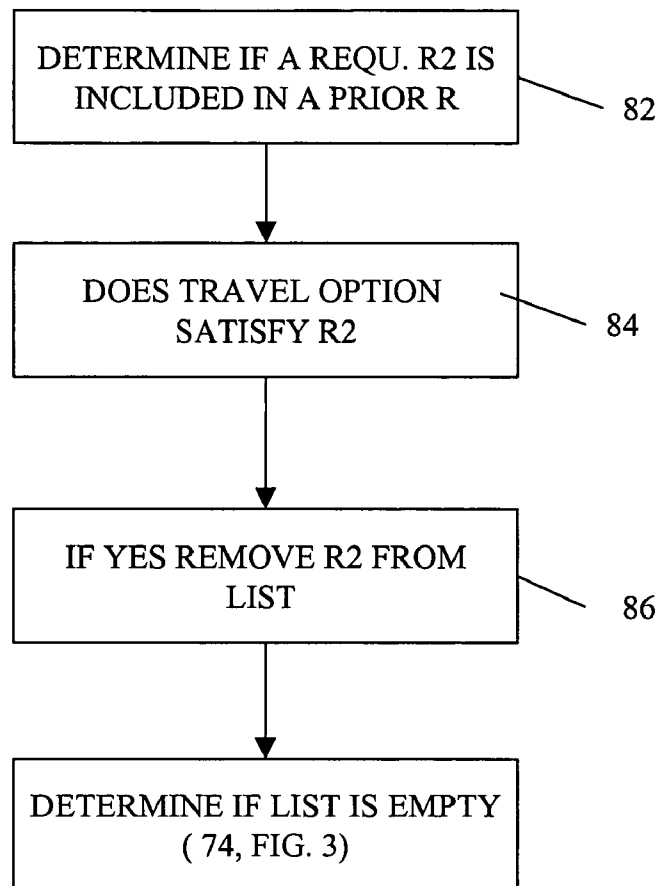 DETERMINE IF A REQU. R2 IS
INCLUDED IN A PRIOR R
82
DOES TRAVEL OPTION
SATISFY R2
84
IF YES REMOVE R2 FROM
LIST
86
DETERMINE IF LIST IS EMPTY
( 74, FIG. 3)